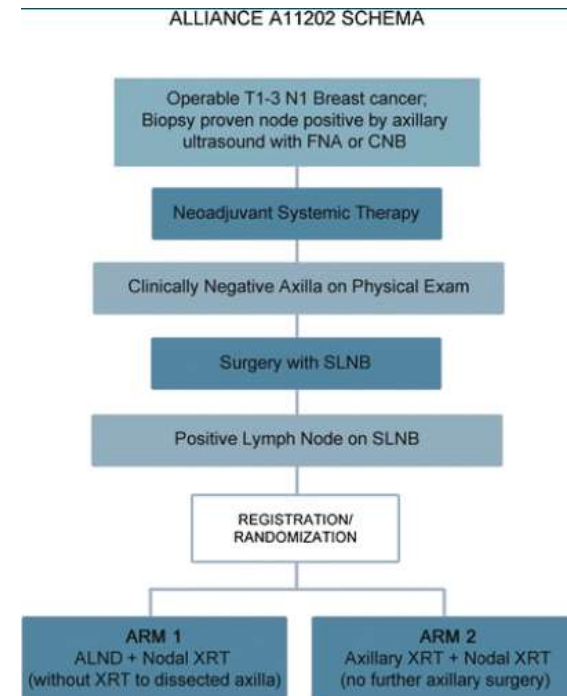 ALLIANCE A11202 SCHEMA
Operable T1-3 N1 Breast cancer;
Biopsy proven node positive by axillary
ultrasound with FNA or CNB
Neoadjuvant Systemic Therapy
Clinically Negative Axilla on Physical Exam
Surgery with SLNB
Positive Lymph Node on SLNB
REGISTRATION/
RANDOMIZATION
ARM 1
ALND + Nodal XRT
(without XRT to dissected axilla)
ARM 2
Axillary XRT + Nodal XRT
(no further axillary surgery)